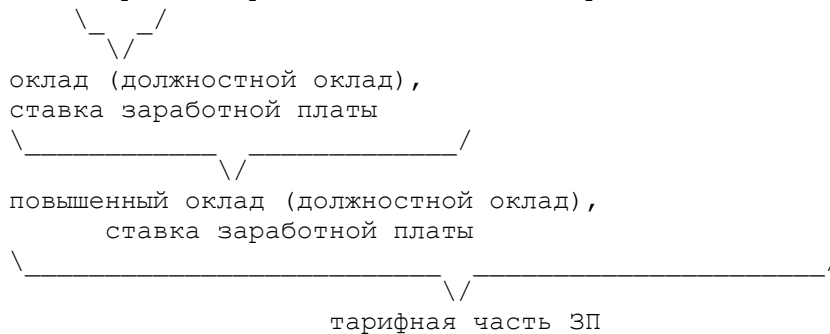 оклад (должностной оклад),
ставка заработной платы
повышенный оклад (должностной оклад),
ставка заработной платы
тарифная часть ЗП